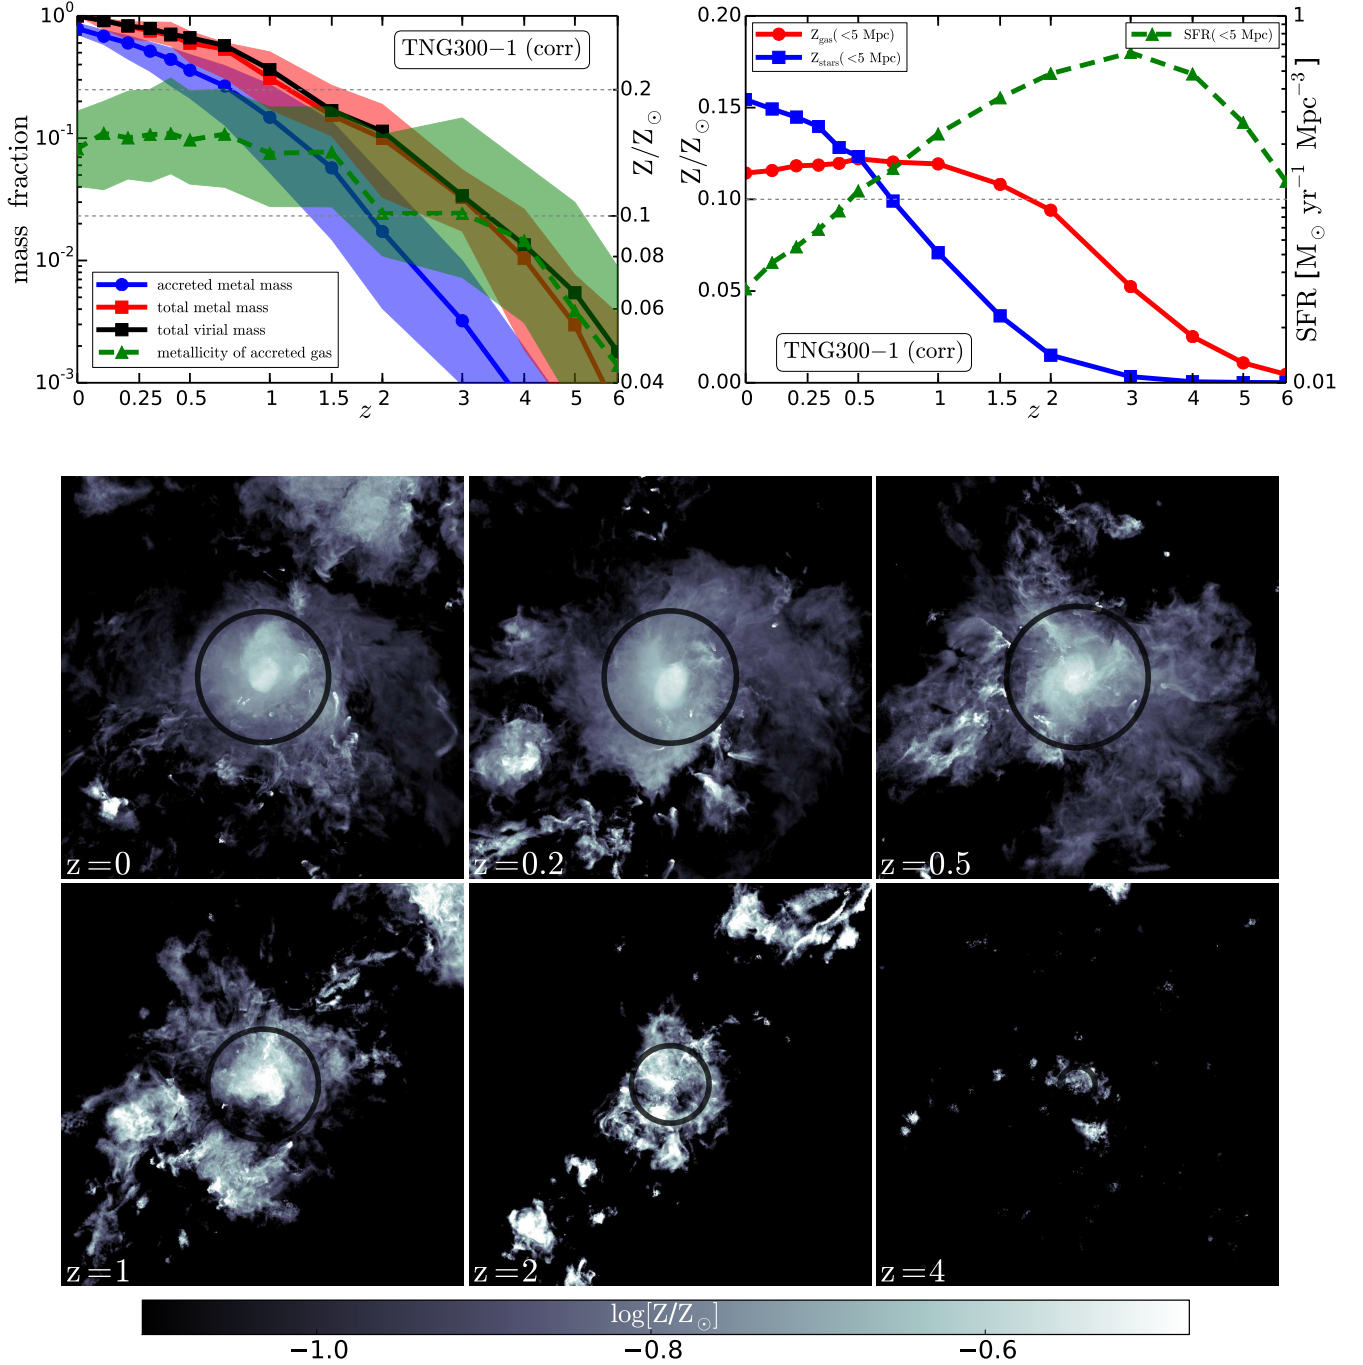 TNG300−1 (corr)
mass fraction
10⁰
10⁻¹
10⁻²
10⁻³
accreted metal mass
total metal mass
total virial mass
metallicity of accreted gas
0 0.25 0.5 1 1.5 2 3 4 5 6
z
0.2
0.1
0.08
0.06
0.04
Z/Z☉
Z/Z☉
0.20
0.15
0.10
0.05
0.00
Z_gas(<5 Mpc)
Z_stars(<5 Mpc)
SFR(<5 Mpc)
TNG300−1 (corr)
0 0.25 0.5 1 1.5 2 3 4 5 6
z
1
0.01
SFR [M☉ yr⁻¹ Mpc⁻³]
z=0
z=0.2
z=0.5
z=1
z=2
z=4
log[Z/Z☉]
−1.0 −0.8 −0.6